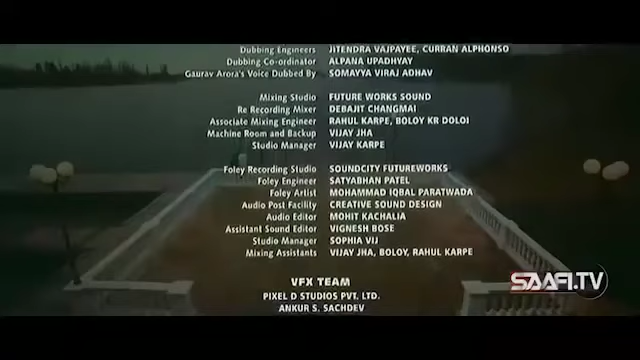 Dubbing Engineers JITENDRA VAJPAYEE, CURRAN ALPHONSO
Dubbing Co-ordinator ALPANA UPADHYAY
Gaurav Arora's Voice Dubbed By SOMAYYA VIRAJ ADHAV
Mixing Studio FUTURE WORKS SOUND
Re Recording Mixer DEBAJIT CHANGMAI
Associate Mixing Engineer RAHUL KARPE, BOLOY KR DOLOI
Machine Room and Backup VIJAY JHA
Studio Manager VIJAY KARPE
Foley Recording Studio SOUNDCITY FUTUREWORKS
Foley Engineer SATYABHAN PATEL
Foley Artist MOHAMMAD IQBAL PARATWADA
Audio Post Facility CREATIVE SOUND DESIGN
Audio Editor MOHIT KACHALIA
Assistant Sound Editor VIGNESH BOSE
Studio Manager SOPHIA VIJ
Mixing Assistants VIJAY JHA, BOLOY, RAHUL KARPE
VFX TEAM
PIXEL D STUDIOS PVT. LTD.
ANKUR S. SACHDEV
SAAFI.TV